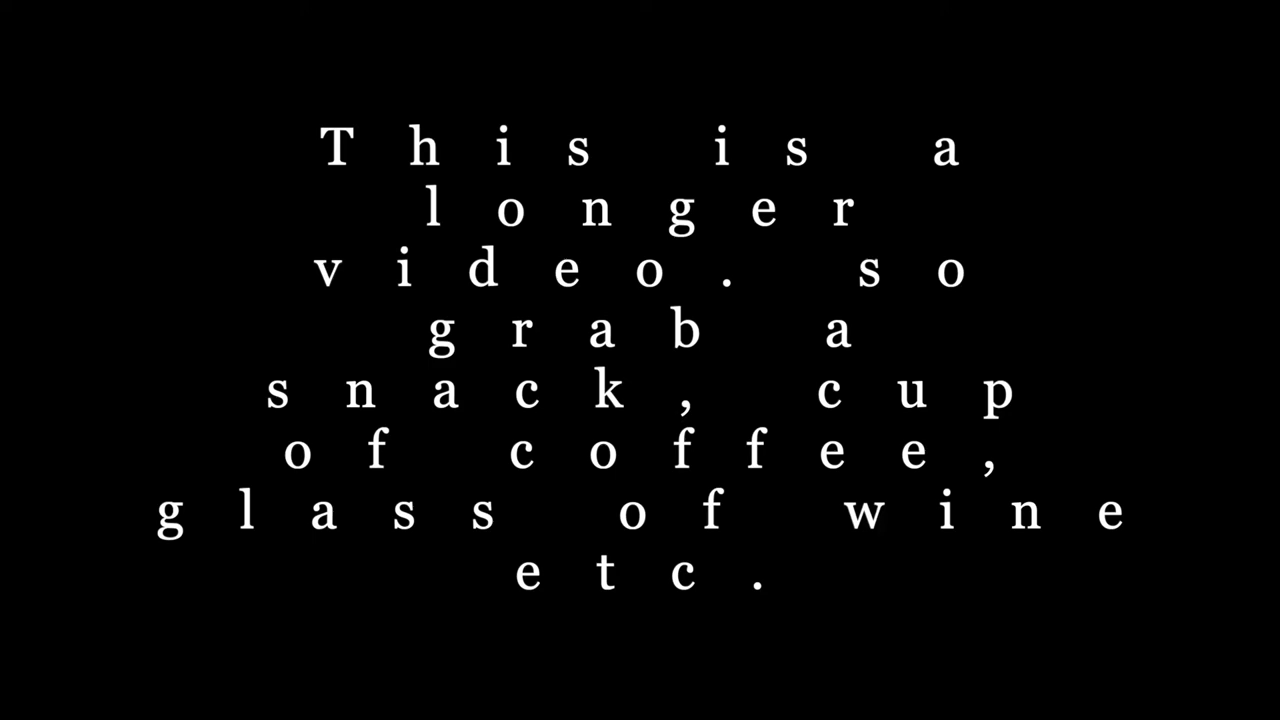 This is a
longer
video. so
grab a
snack, cup
of coffee,
glass of wine
etc.